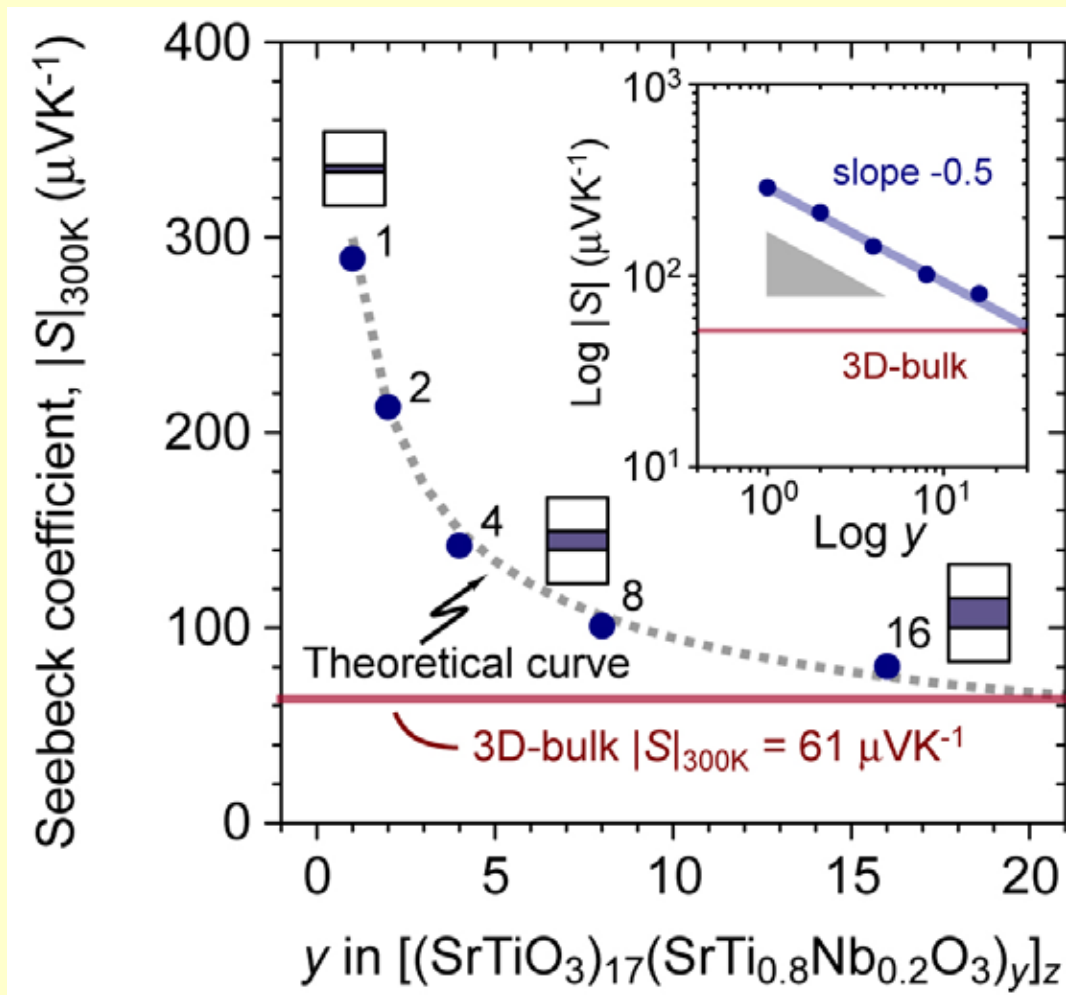 Seebeck coefficient, |S|300K (μVK-1)
400
300
200
100
0
1
2
4
8
16
Theoretical curve
3D-bulk |S|300K = 61 μVK-1
0
5
10
15
20
y in [(SrTiO3)17(SrTi0.8Nb0.2O3)y]z
Log |S| (μVK-1)
103
102
101
slope -0.5
3D-bulk
100
101
Log y